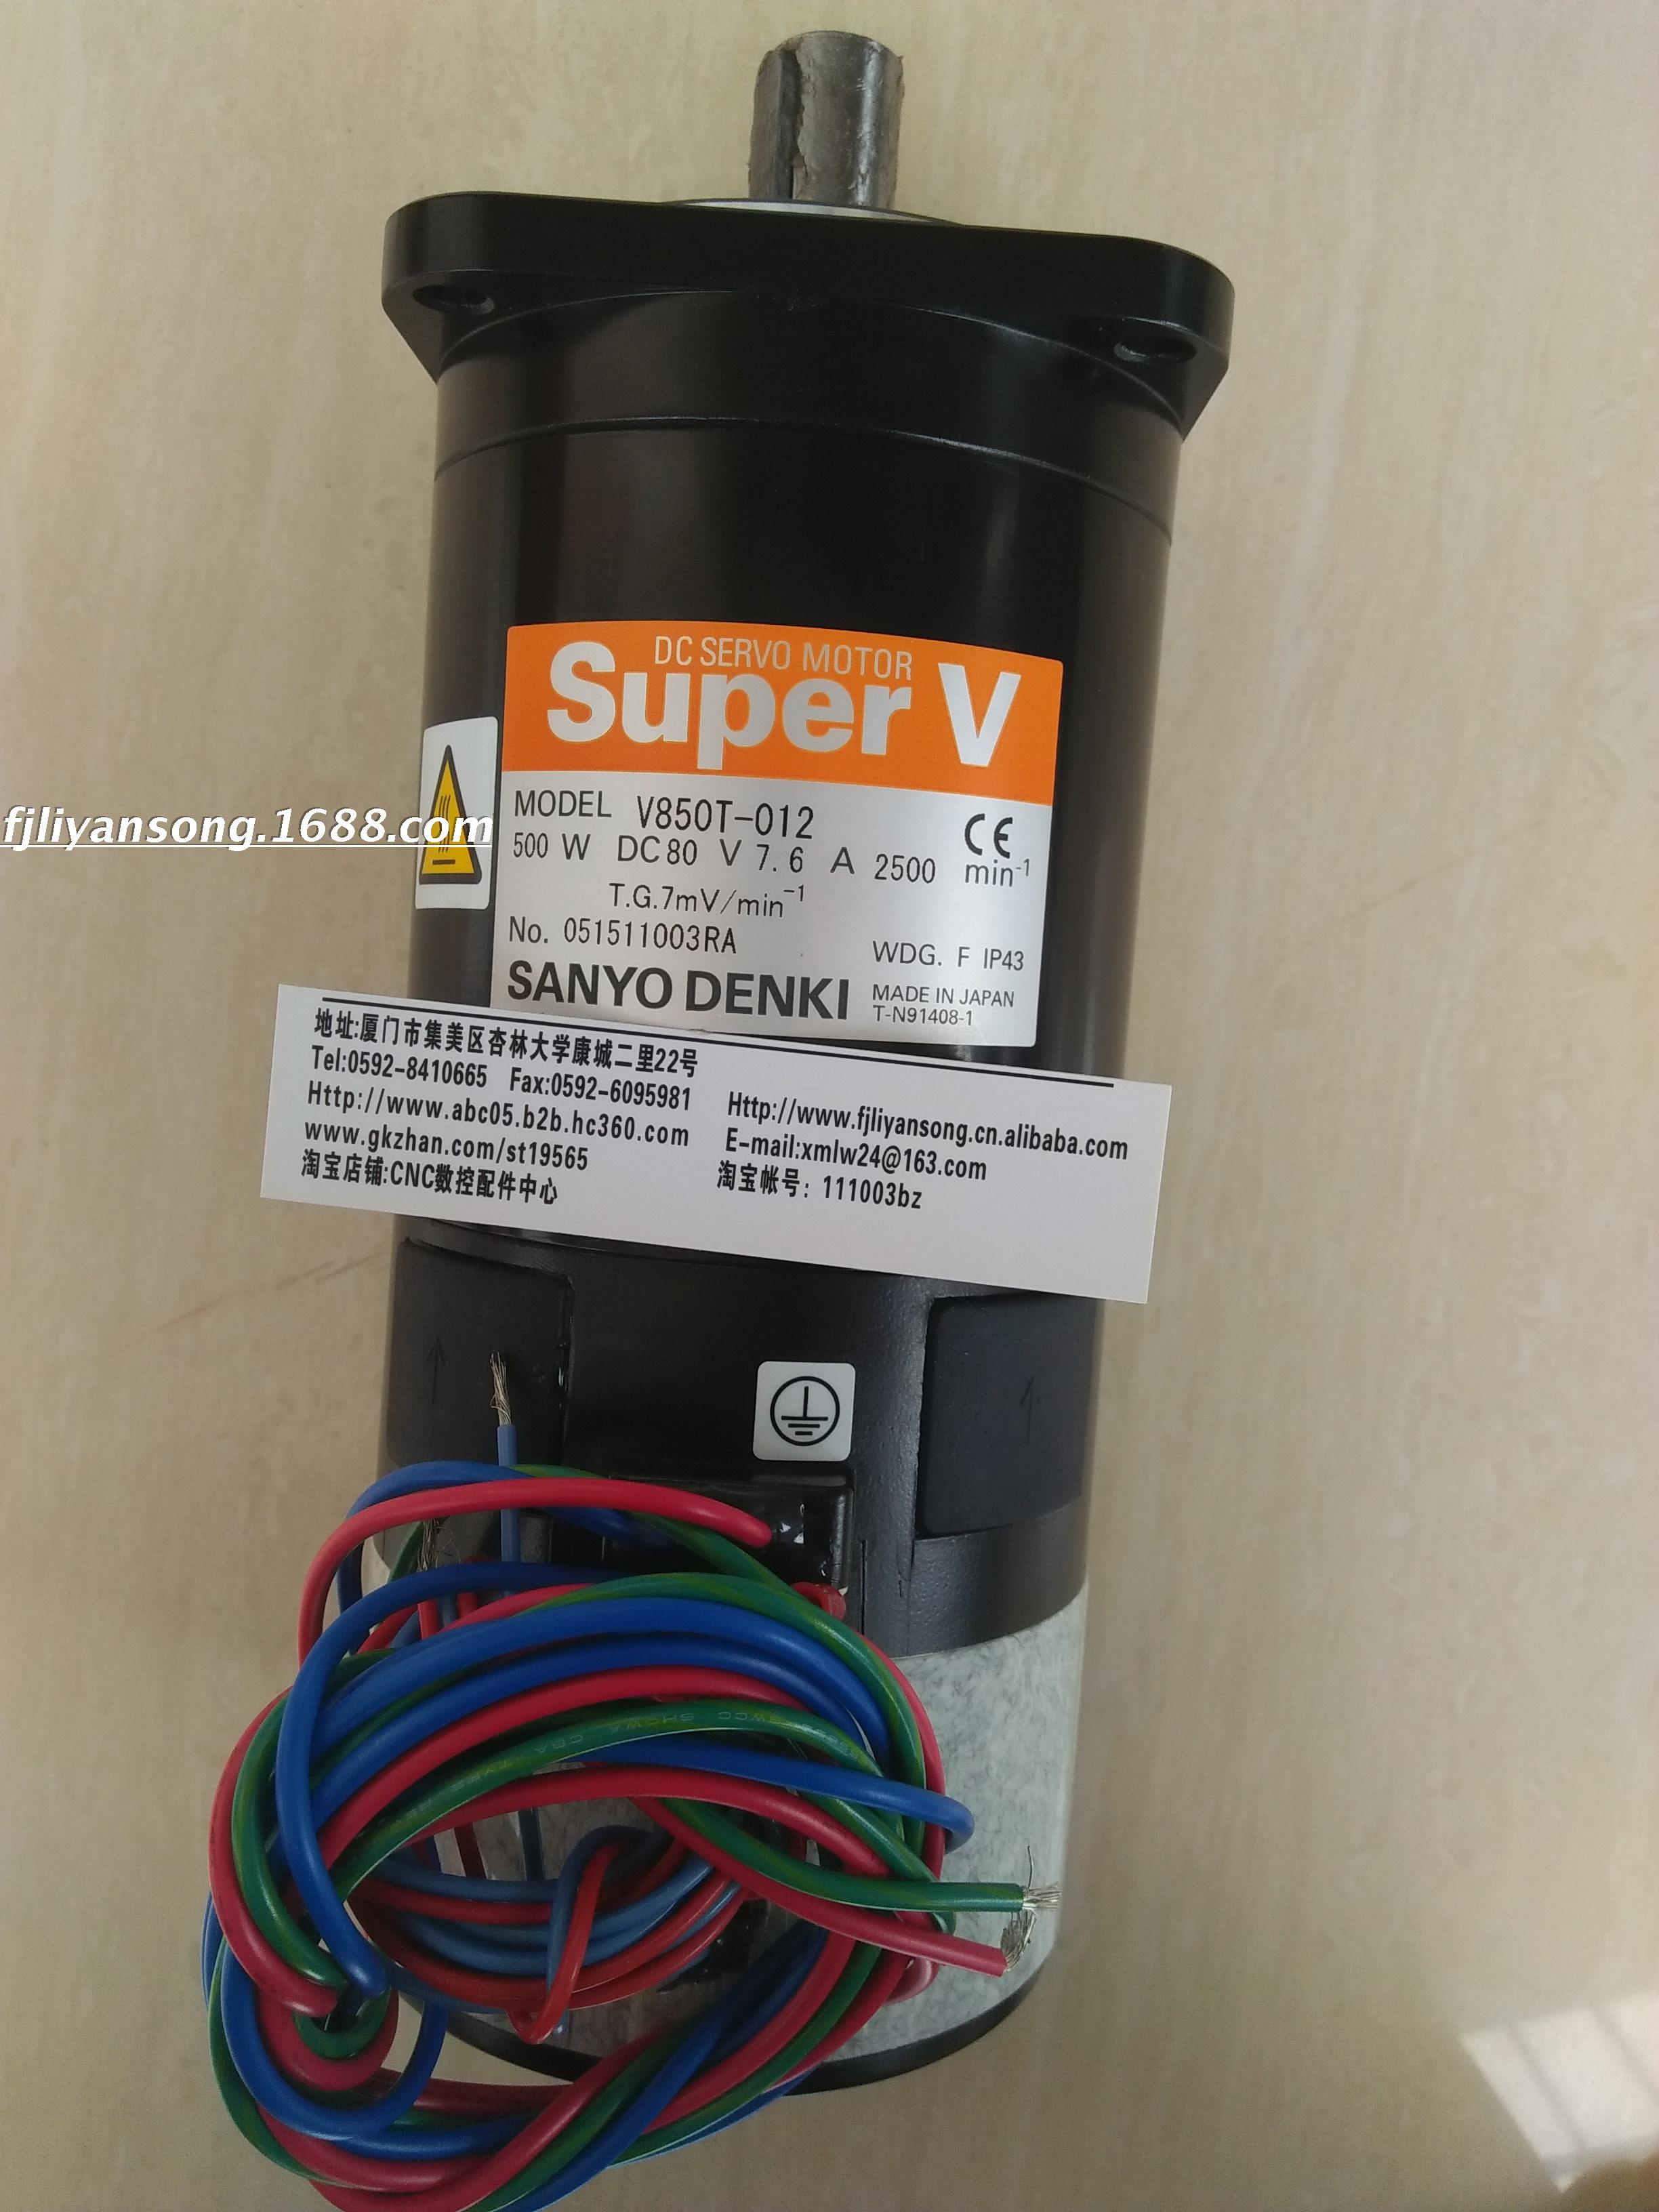 DC SERVO MOTOR
Super V
MODEL V850T-012
CE
500 W DC80 V 7.6 A 2500 min-1
T.G.7mV/min-1
No. 051511003RA
WDG. F IP43
SANYO DENKI
MADE IN JAPAN
T-N91408-1
fjliyansong.1688.com
地址:厦门市集美区杏林大学康城二里22号
Tel:0592-8410665 Fax:0592-6095981
Http://www.abc05.b2b.hc360.com
www.gkzhan.com/st19565
淘宝店铺:CNC数控配件中心
Http://www.fjliyansong.cn.alibaba.com
E-mail:xmlw24@163.com
淘宝帐号: 111003bz